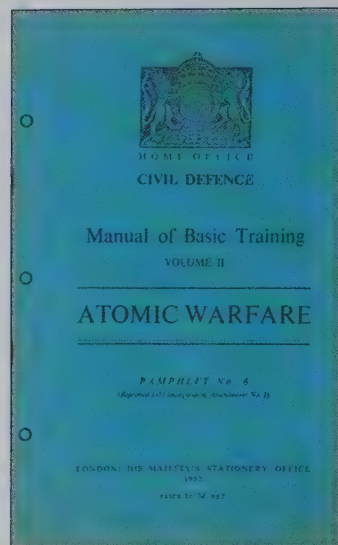 HOME OFFICE
CIVIL DEFENCE
Manual of Basic Training
VOLUME II
ATOMIC WARFARE
PAMPHLET No. 6
LONDON: HIS MAJESTY'S STATIONERY OFFICE